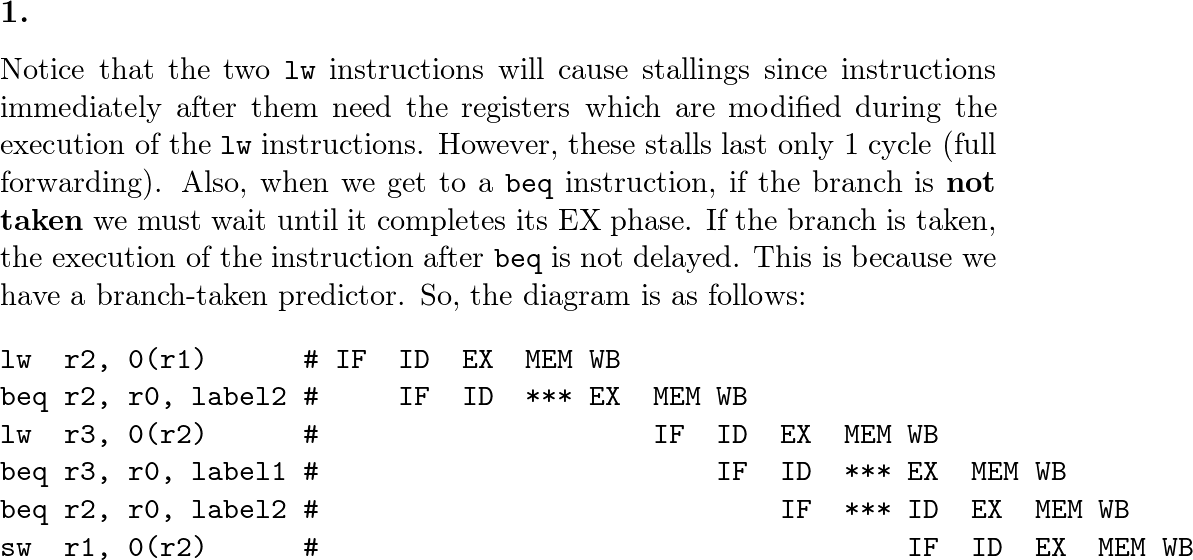 1.
Notice that the two lw instructions will cause stallings since instructions
immediately after them need the registers which are modified during the
execution of the lw instructions. However, these stalls last only 1 cycle (full
forwarding). Also, when we get to a beq instruction, if the branch is not
taken we must wait until it completes its EX phase. If the branch is taken,
the execution of the instruction after beq is not delayed. This is because we
have a branch-taken predictor. So, the diagram is as follows:
lw  r2, 0(r1)      # IF  ID  EX  MEM WB
beq r2, r0, label2 #     IF  ID  *** EX  MEM WB
lw  r3, 0(r2)      #                     IF  ID  EX  MEM WB
beq r3, r0, label1 #                         IF  ID  *** EX  MEM WB
beq r2, r0, label2 #                             IF  *** ID  EX  MEM WB
sw  r1, 0(r2)      #                                     IF  ID  EX  MEM WB